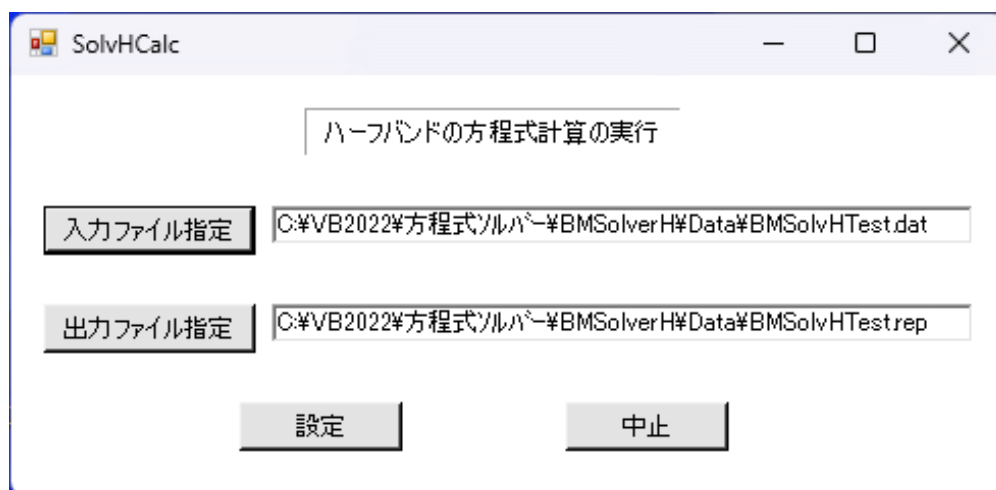 SolvHCalc
ハーフバンドの方程式計算の実行
入力ファイル指定 C:¥VB2022¥方程式ソルバー¥BMSolverH¥Data¥BMSolvHTest.dat
出力ファイル指定 C:¥VB2022¥方程式ソルバー¥BMSolverH¥Data¥BMSolvHTest.rep
設定 中止